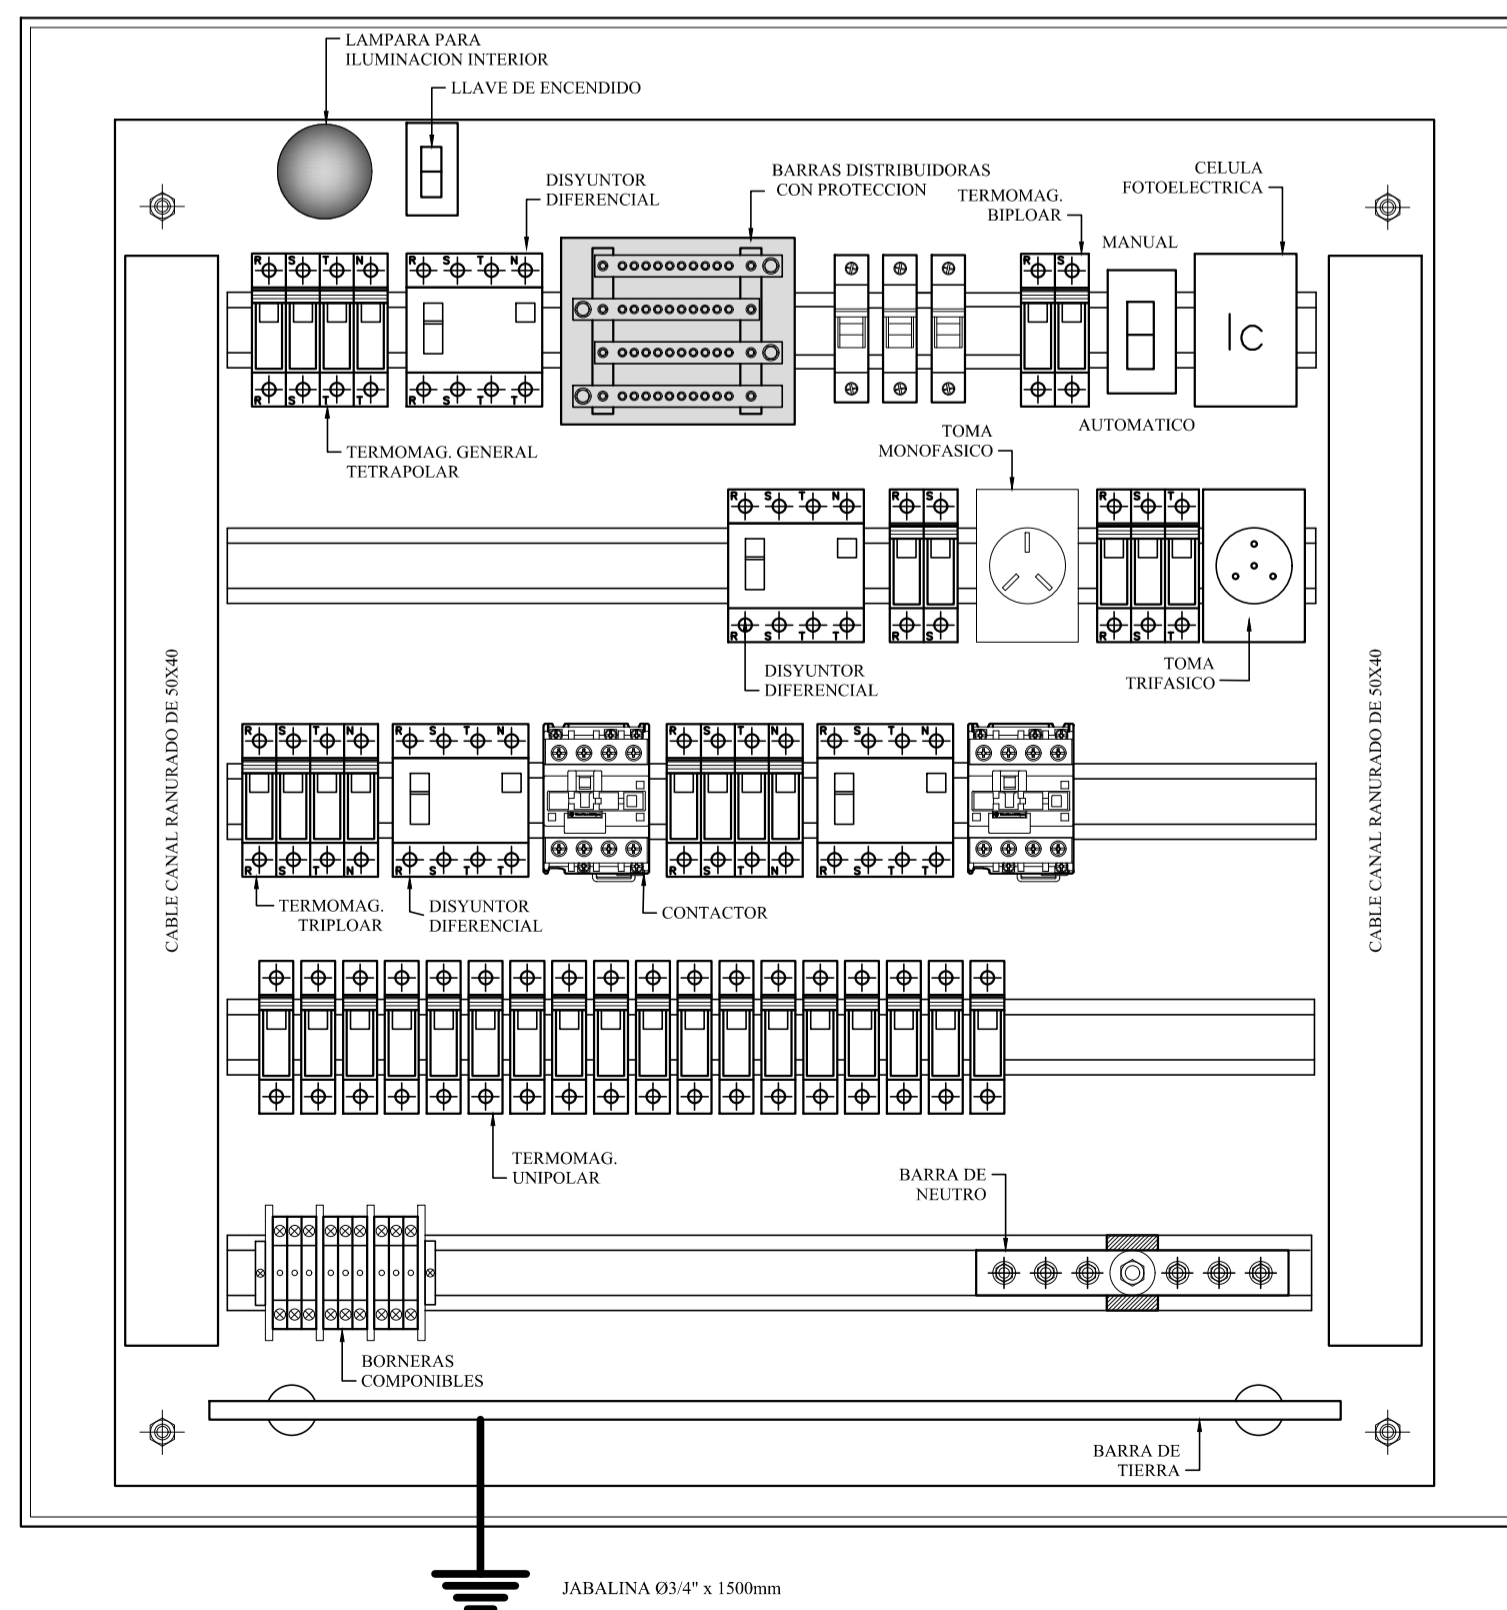 LAMPARA PARA
ILUMINACION INTERIOR
LLAVE DE ENCENDIDO
DISYUNTOR
DIFERENCIAL
BARRAS DISTRIBUIDORAS
CON PROTECCION
TERMOMAG.
BIPLOAR
CELULA
FOTOELECTRICA
MANUAL
R S T N
R S T N
R S
Ic
R S T T
R S T T
AUTOMATICO
TERMOMAG. GENERAL
TETRAPOLAR
TOMA
MONOFASICO
R S T N
R S
R S T
R S T T
R S
R S T
DISYUNTOR
DIFERENCIAL
TOMA
TRIFASICO
CABLE CANAL RANURADO DE 50X40
CABLE CANAL RANURADO DE 50X40
R S T N
R S T N
R S T N
R S T N
R S T N
R S T T
R S T N
R S T T
TERMOMAG.
TRIPLOAR
DISYUNTOR
DIFERENCIAL
CONTACTOR
TERMOMAG.
UNIPOLAR
BARRA DE
NEUTRO
BORNERAS
COMPONIBLES
BARRA DE
TIERRA
JABALINA Ø3/4" x 1500mm